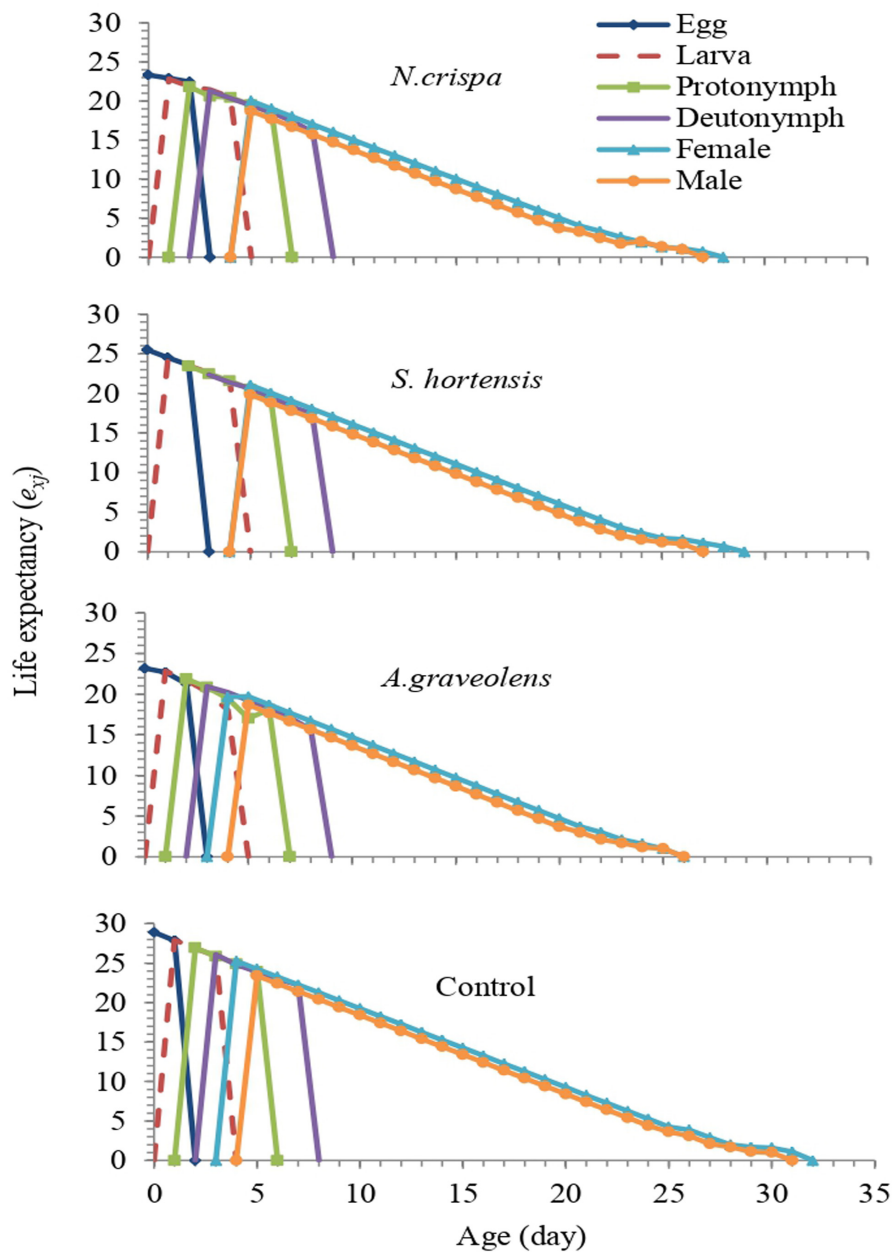 30
25
20
15
10
5
0
N.crispa
Egg
Larva
Protonymph
Deutonymph
Female
Male
30
25
20
15
10
5
0
S. hortensis
30
25
20
15
10
5
0
A.graveolens
30
25
20
15
10
5
0
Control
0 5 10 15 20 25 30 35
Age (day)
Life expectancy (exj)